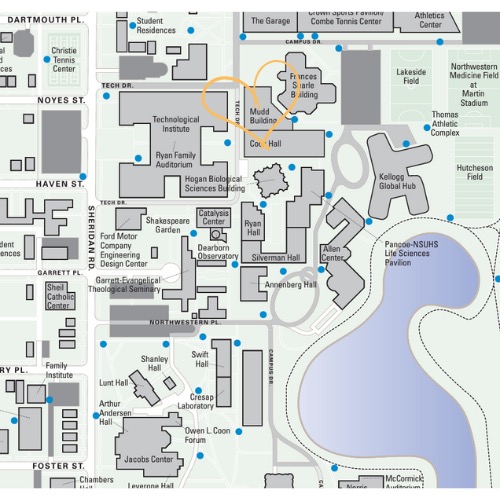 DARTMOUTH PL.
Student
Residences
The Garage
Crown Sports Pavilion/
Combe Tennis Center
Athletics
Center
CAMPUS DR.
Christie
Tennis
Center
TECH DR.
Frances
Searle
Building
Lakeside
Field
Northwestern
Medicine Field
at
Martin
Stadium
NOYES ST.
TECH DR.
Mudd
Building
Technological
Institute
Thomas
Athletic
Complex
Cook Hall
Ryan Family
Auditorium
Hogan Biological
Sciences Building
Kellogg
Global Hub
Hutcheson
Field
HAVEN ST.
TECH DR.
SHERIDAN RD.
Shakespeare
Garden
Catalysis
Center
Ryan
Hall
Ford Motor
Company
Engineering
Design Center
Dearborn
Observatory
Silverman Hall
Allen
Center
Pancoe-NSUHS
Life Sciences
Pavilion
GARRETT PL.
Garrett-Evangelical
Theological Seminary
Annenberg Hall
Sheil
Catholic
Center
NORTHWESTERN PL.
Swift
Hall
Shanley
Hall
CAMPUS DR.
RY PL.
Family
Institute
Lunt Hall
Cresap
Laboratory
Arthur
Andersen
Hall
Owen L. Coon
Forum
Jacobs Center
FOSTER ST.
Chambers
Hall
Leverone Hall
McCormick
Auditorium
Norris